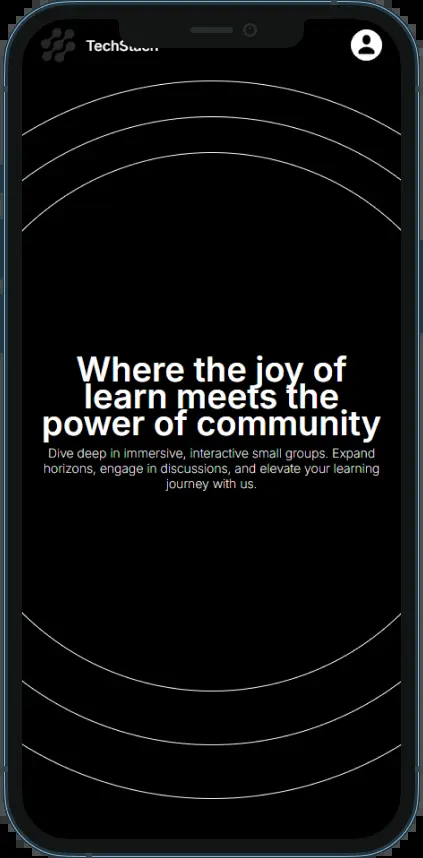 TechStack
Where the joy of
learn meets the
power of community
Dive deep in immersive, interactive small groups. Expand
horizons, engage in discussions, and elevate your learning
journey with us.